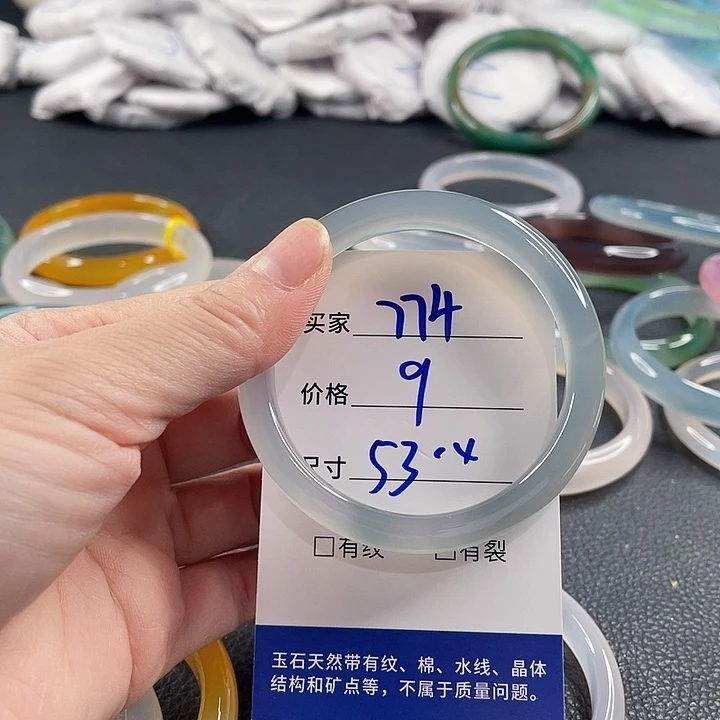 买家 774
价格 9
尺寸 53.4
□有纹 □有裂
玉石天然带有纹、棉、水线、晶体
结构和矿点等，不属于质量问题。